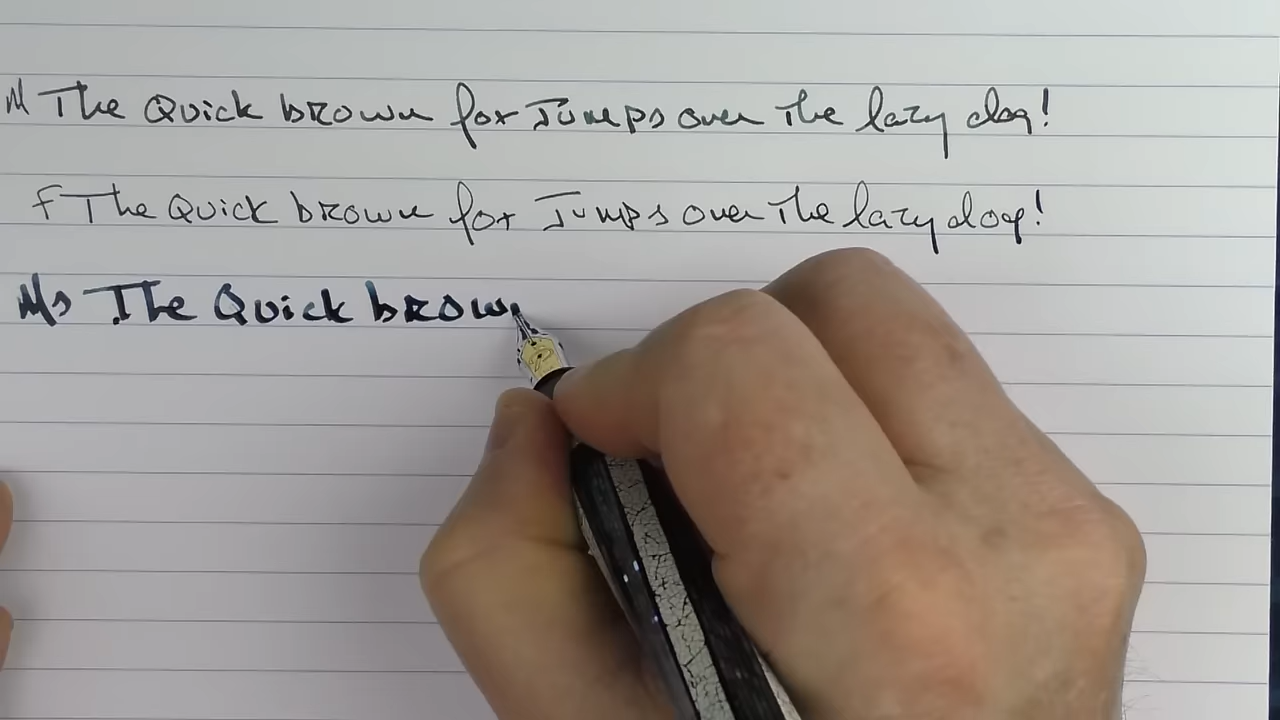 M The Quick brown fox Jumps over the lazy dog!
F The Quick brown fox Jumps over the lazy dog!
Ms The Quick brow